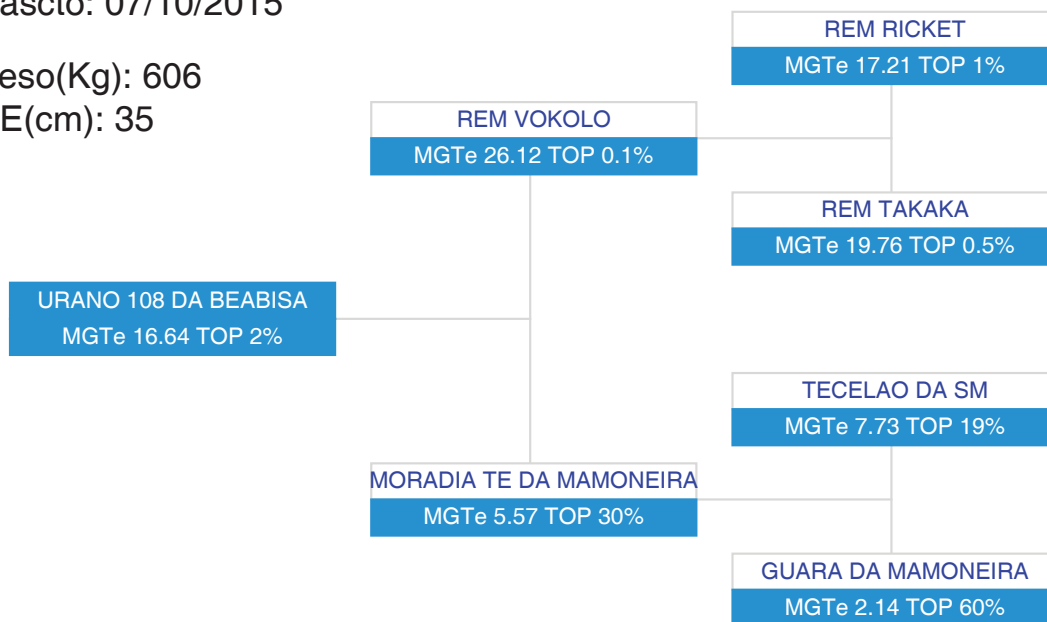 ascto: 07/10/2015
eso(Kg): 606
E(cm): 35
REM RICKET
MGTe 17.21 TOP 1%
REM VOKOLO
MGTe 26.12 TOP 0.1%
REM TAKAKA
MGTe 19.76 TOP 0.5%
URANO 108 DA BEABISA
MGTe 16.64 TOP 2%
TECELAO DA SM
MGTe 7.73 TOP 19%
MORADIA TE DA MAMONEIRA
MGTe 5.57 TOP 30%
GUARA DA MAMONEIRA
MGTe 2.14 TOP 60%